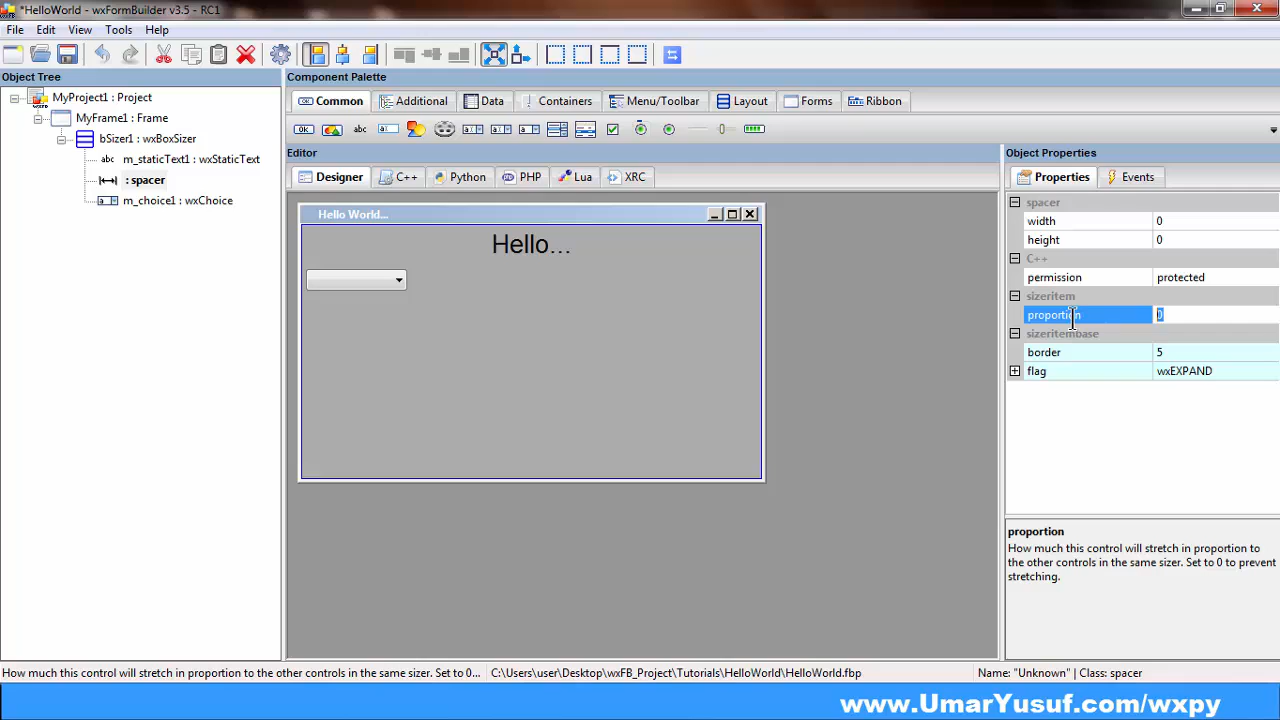 *HelloWorld - wxFormBuilder v3.5 - RC1
File Edit View Tools Help
Object Tree
MyProject1 : Project
MyFrame1 : Frame
bSizer1 : wxBoxSizer
abc m_staticText1 : wxStaticText
: spacer
m_choice1 : wxChoice
Component Palette
Common Additional Data Containers Menu/Toolbar Layout Forms Ribbon
OK abc
Editor
Designer C++ Python PHP Lua XRC
Hello World...
Hello...
Object Properties
Properties Events
spacer
width 0
height 0
C++
permission protected
sizeritem
proportion 0
sizeritembase
border 5
flag wxEXPAND
proportion
How much this control will stretch in proportion to
the other controls in the same sizer. Set to 0 to prevent
stretching.
How much this control will stretch in proportion to the other controls in the same sizer. Set to 0... C:\Users\user\Desktop\wxFB_Project\Tutorials\HelloWorld\HelloWorld.fbp Name: "Unknown" | Class: spacer
www.UmarYusuf.com/wxpy